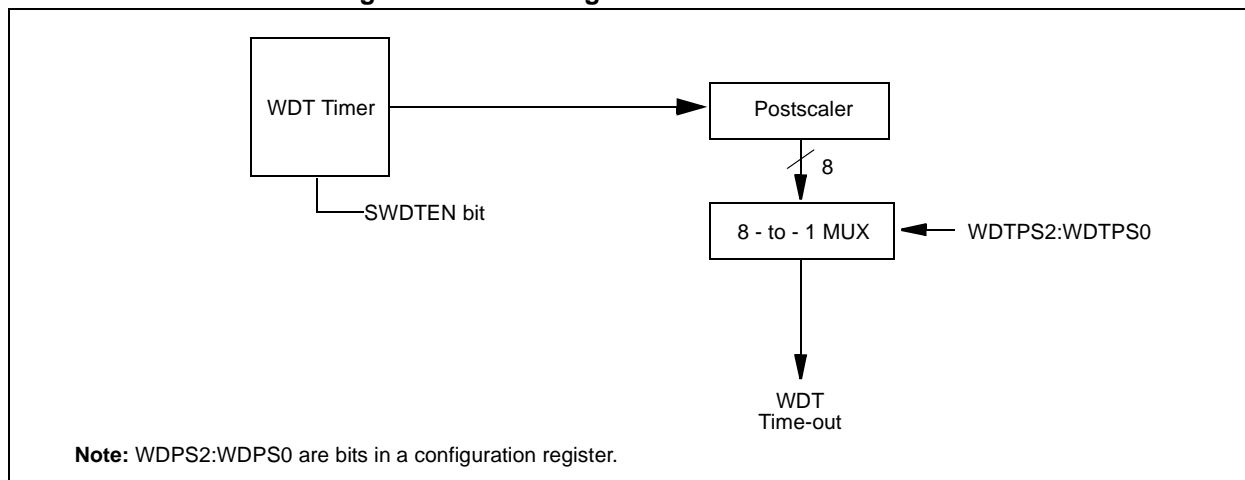 WDT Timer
Postscaler
8
SWDTEN bit
8 - to - 1 MUX
WDTPS2:WDTPS0
WDT
Time-out
Note: WDPS2:WDPS0 are bits in a configuration register.